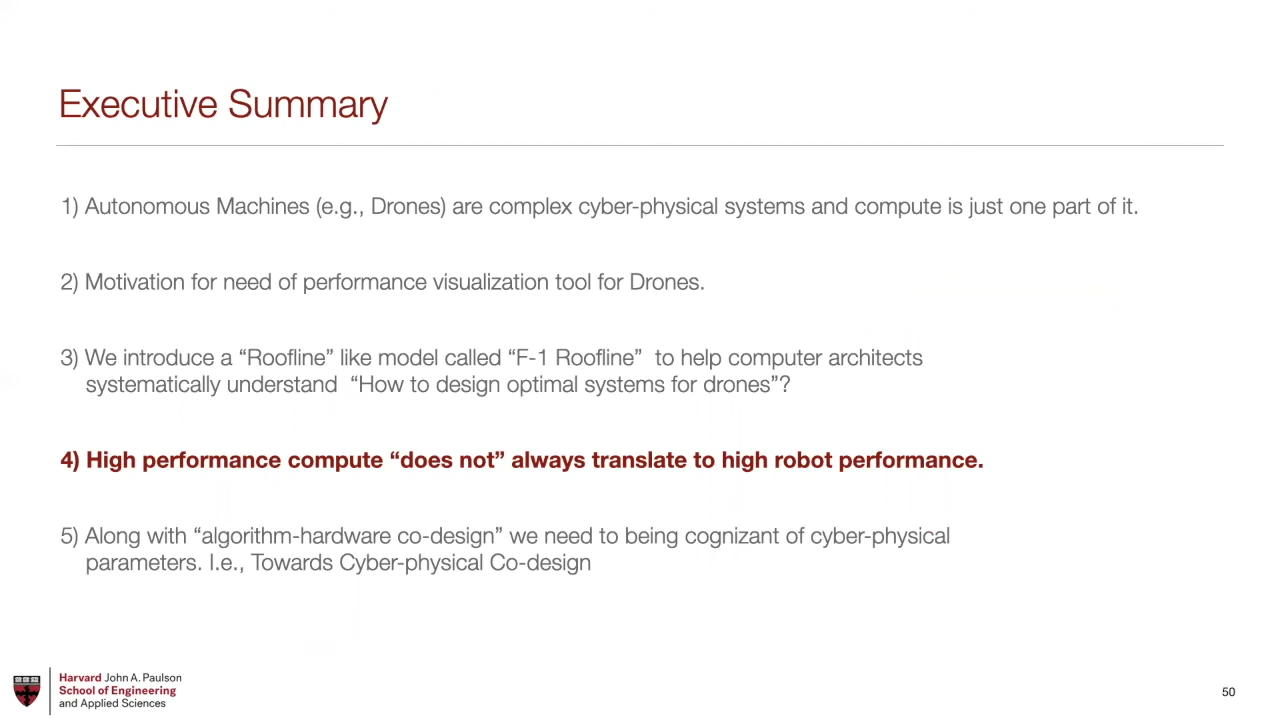 Executive Summary
1) Autonomous Machines (e.g., Drones) are complex cyber-physical systems and compute is just one part of it.
2) Motivation for need of performance visualization tool for Drones.
3) We introduce a “Roofline” like model called “F-1 Roofline”  to help computer architects
systematically understand  “How to design optimal systems for drones”?
4) High performance compute “does not” always translate to high robot performance.
5) Along with “algorithm-hardware co-design” we need to being cognizant of cyber-physical
parameters. I.e., Towards Cyber-physical Co-design
Harvard John A. Paulson
School of Engineering
and Applied Sciences
50